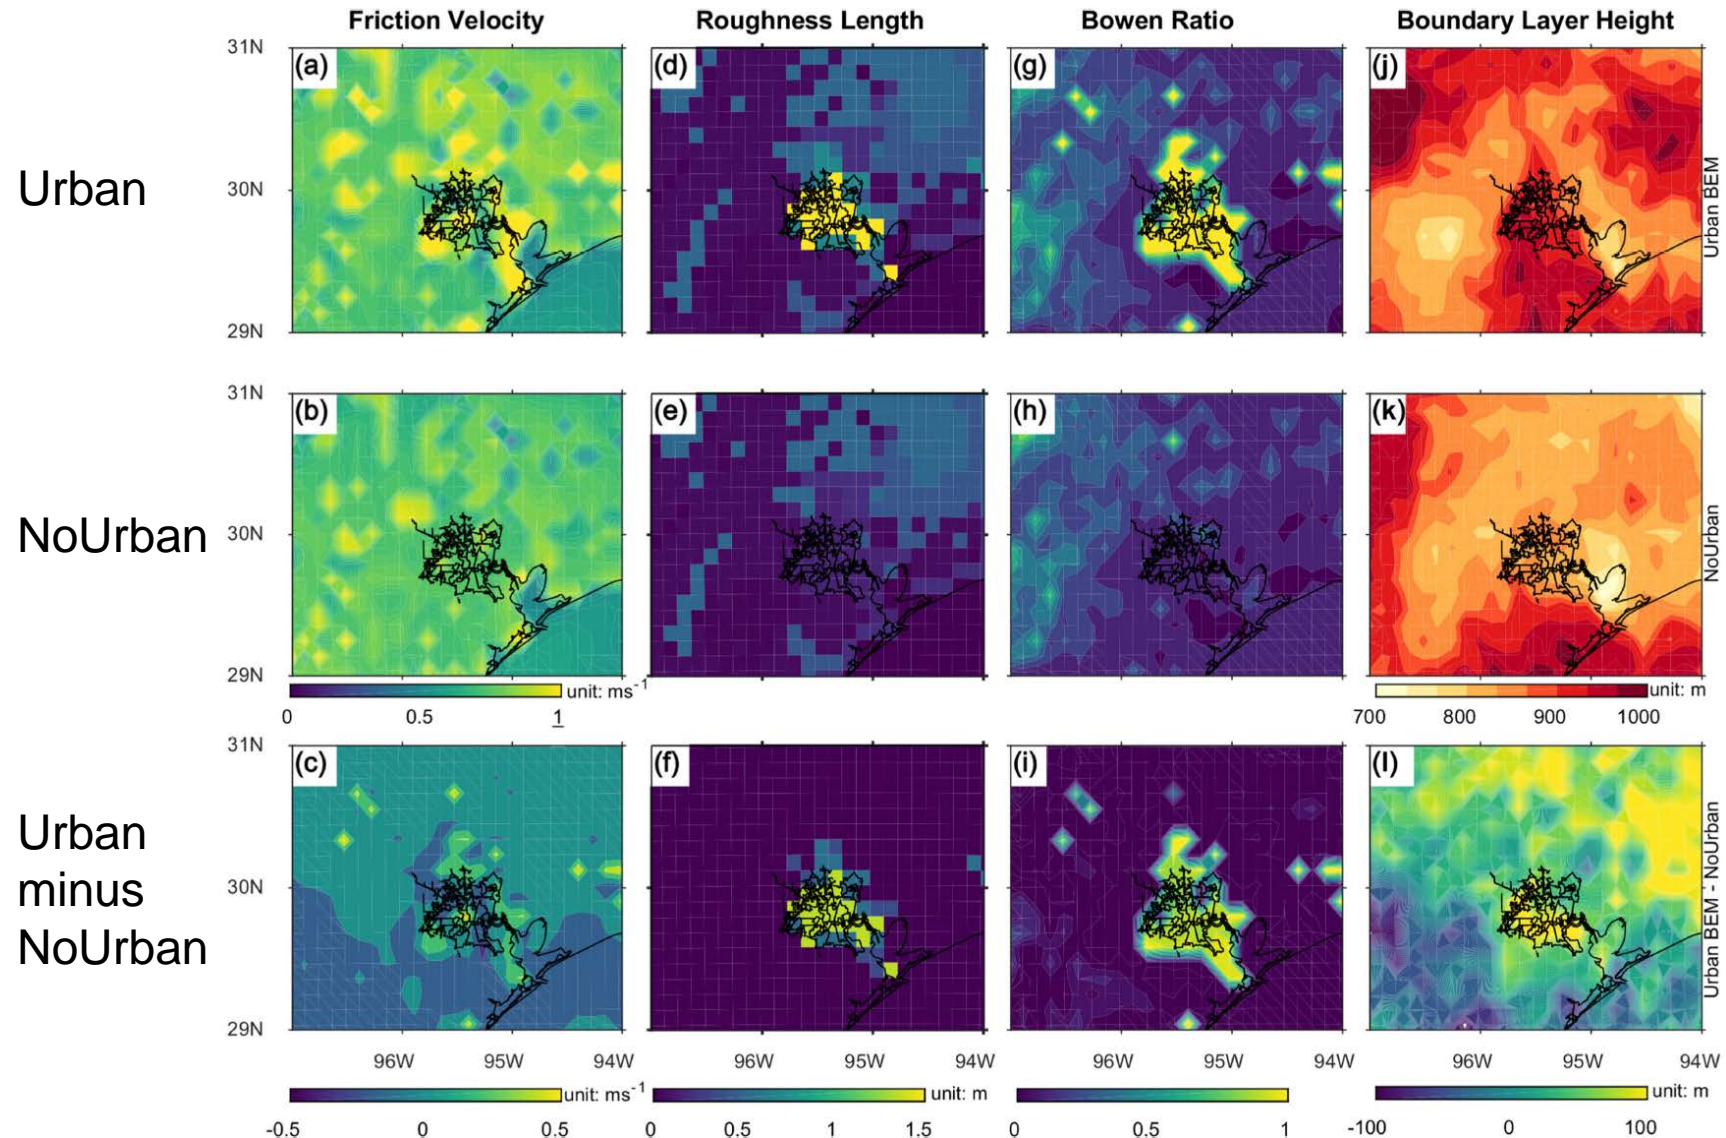 Friction Velocity Roughness Length Bowen Ratio Boundary Layer Height
31N
(a) (d) (g) (j)
Urban
30N
Urban BEM
29N
31N
(b) (e) (h) (k)
NoUrban
30N
NoUrban
29N
unit: ms-1 unit: m
0 0.5 1 700 800 900 1000
31N
(c) (f) (i) (l)
Urban
minus
NoUrban
30N
Urban BEM - NoUrban
29N
96W 95W 94W 96W 95W 94W 96W 95W 94W 96W 95W 94W
unit: ms-1 unit: m unit: m
-0.5 0 0.5 0 0.5 1 1.5 0 0.5 1 -100 0 100